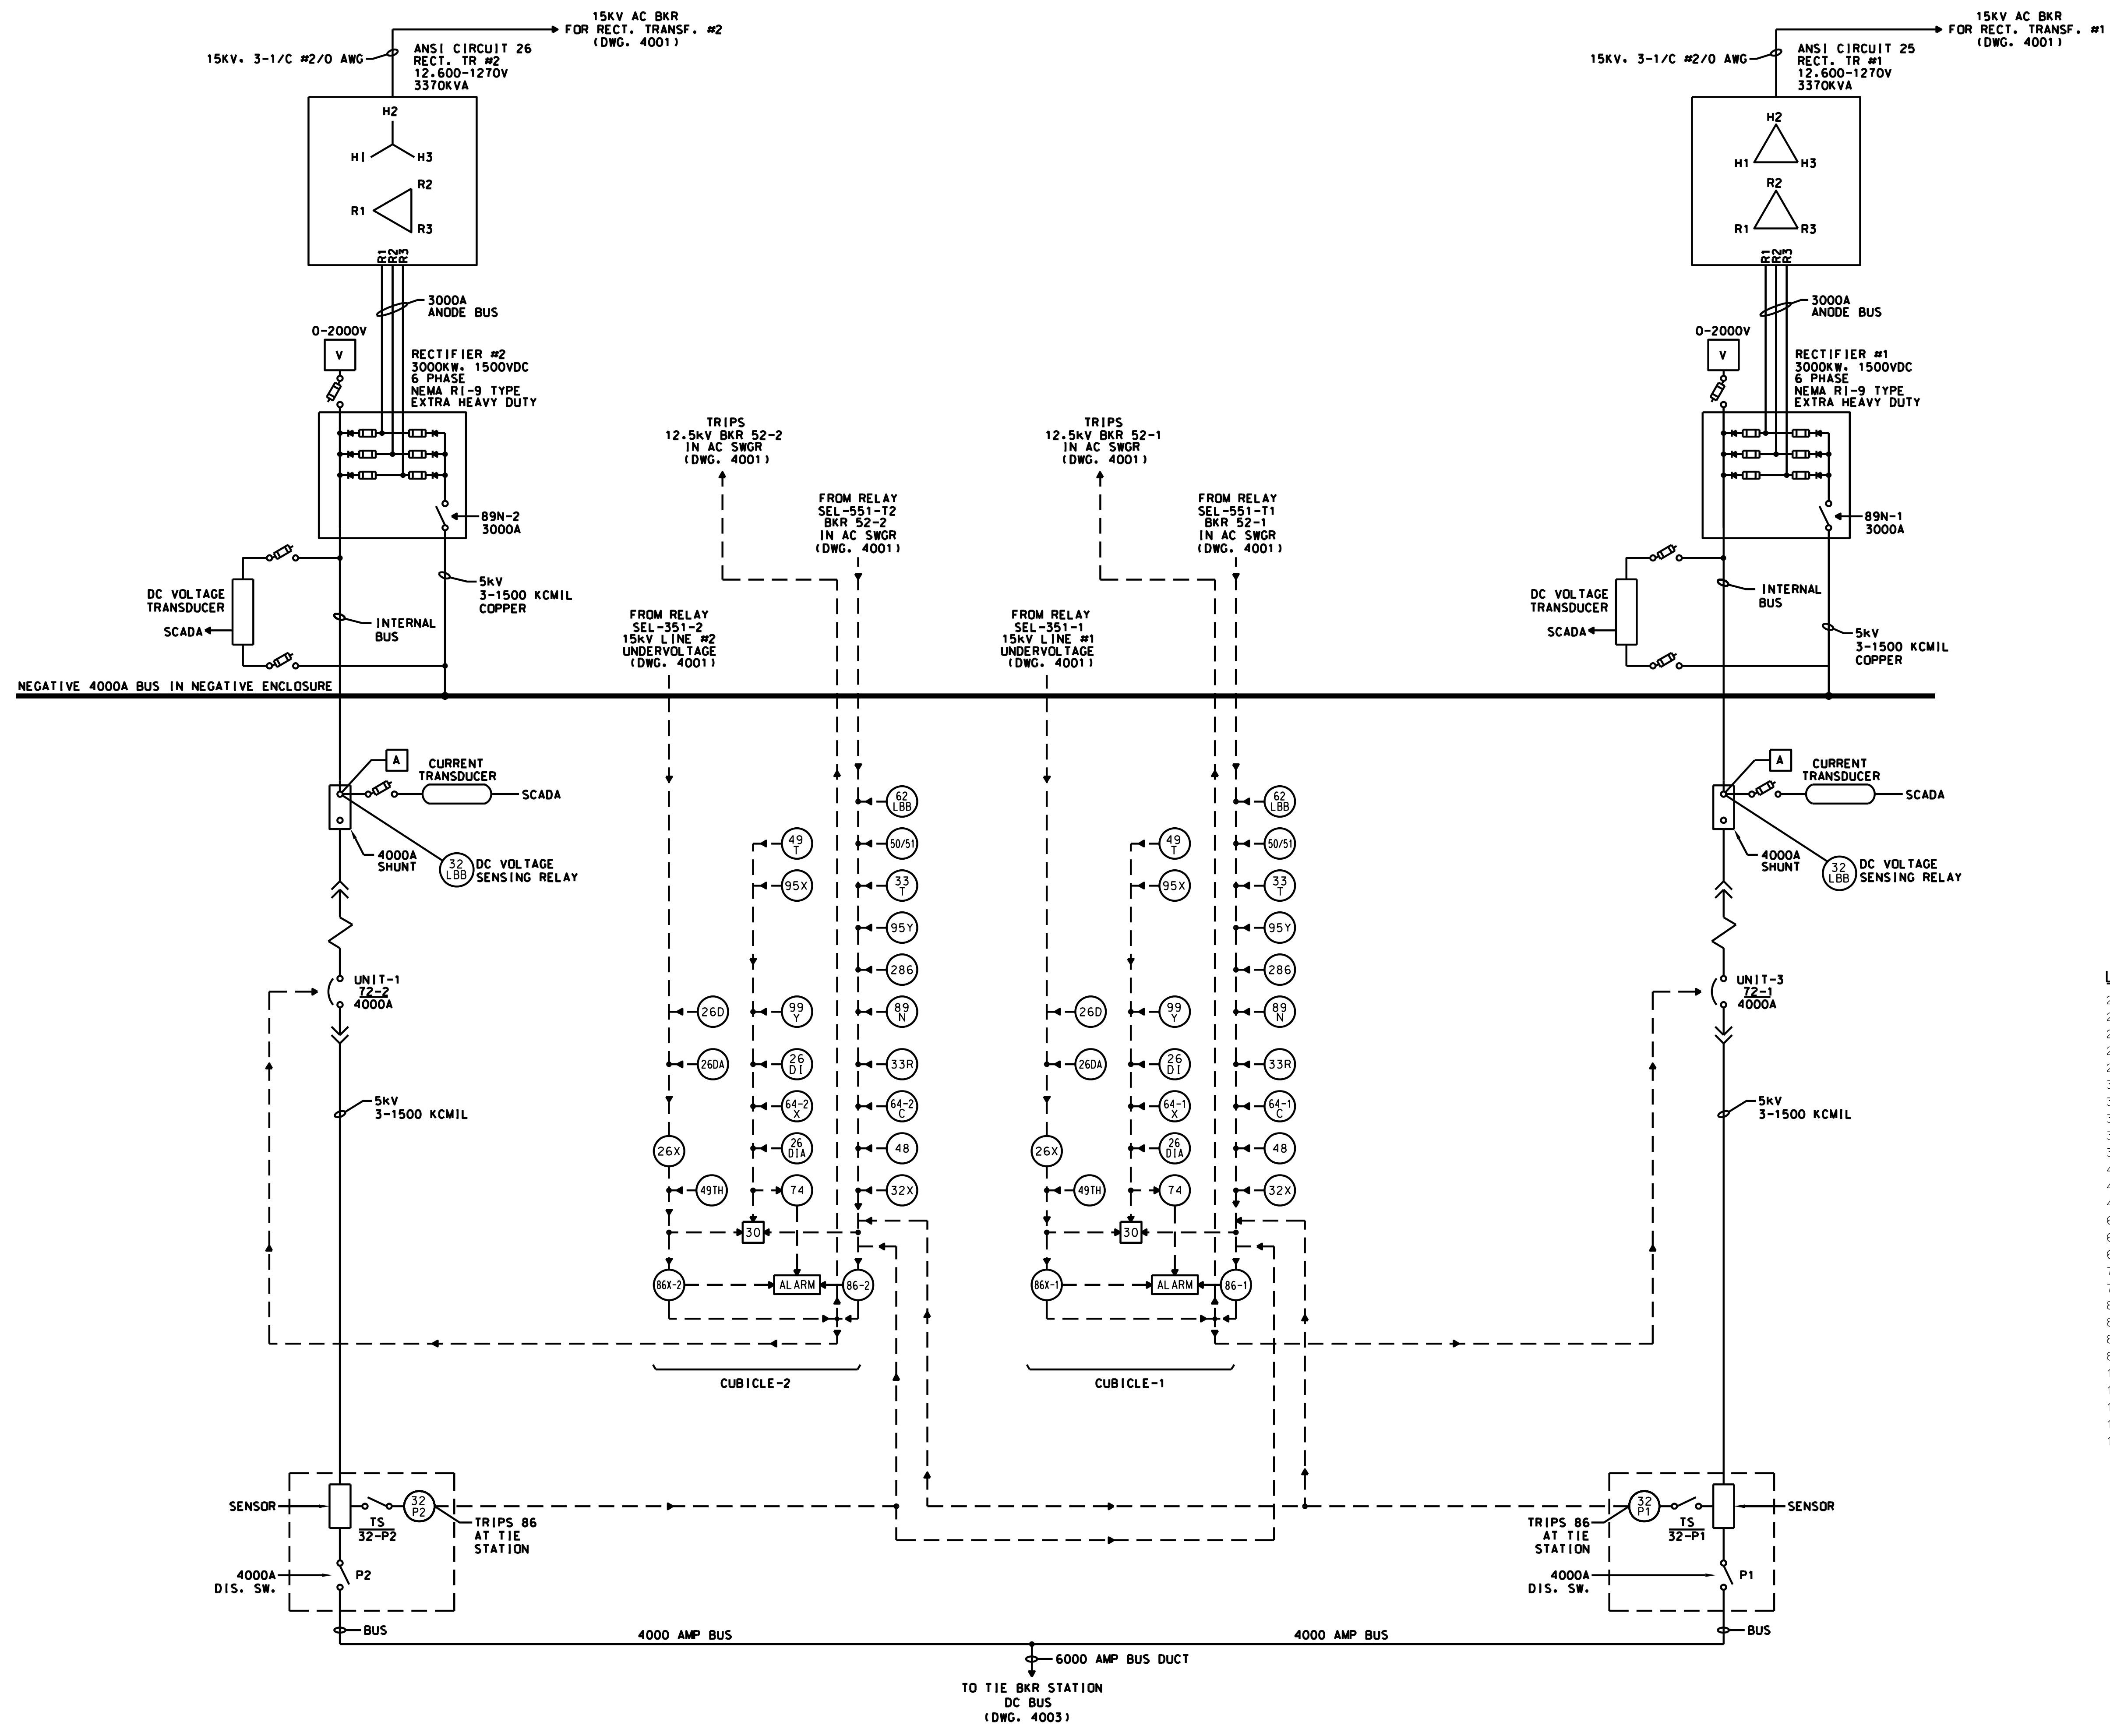 15KV AC BKR
FOR RECT. TRANSF. #2
(DWG. 4001)
15KV. 3-1/C #2/0 AWG
ANSI CIRCUIT 26
RECT. TR #2
12.600-1270V
3370KVA
H2
H1
H3
R2
R1
R3
R1
R2
R3
3000A
ANODE BUS
0-2000V
V
RECTIFIER #2
3000KW. 1500VDC
6 PHASE
NEMA RI-9 TYPE
EXTRA HEAVY DUTY
89N-2
3000A
DC VOLTAGE
TRANSDUCER
SCADA
INTERNAL
BUS
5kV
3-1500 KCMIL
COPPER
15KV AC BKR
FOR RECT. TRANSF. #1
(DWG. 4001)
15KV. 3-1/C #2/0 AWG
ANSI CIRCUIT 25
RECT. TR #1
12.600-1270V
3370KVA
H2
H1
H3
R2
R1
R3
R1
R2
R3
3000A
ANODE BUS
0-2000V
V
RECTIFIER #1
3000KW. 1500VDC
6 PHASE
NEMA RI-9 TYPE
EXTRA HEAVY DUTY
89N-1
3000A
DC VOLTAGE
TRANSDUCER
SCADA
INTERNAL
BUS
5kV
3-1500 KCMIL
COPPER
TRIPS
12.5kV BKR 52-2
IN AC SWGR
(DWG. 4001)
FROM RELAY
SEL-551-T2
BKR 52-2
IN AC SWGR
(DWG. 4001)
FROM RELAY
SEL-351-2
15kV LINE #2
UNDERVOLTAGE
(DWG. 4001)
TRIPS
12.5kV BKR 52-1
IN AC SWGR
(DWG. 4001)
FROM RELAY
SEL-551-T1
BKR 52-1
IN AC SWGR
(DWG. 4001)
FROM RELAY
SEL-351-1
15kV LINE #1
UNDERVOLTAGE
(DWG. 4001)
NEGATIVE 4000A BUS IN NEGATIVE ENCLOSURE
A
CURRENT
TRANSDUCER
SCADA
4000A
SHUNT
32
LBB
DC VOLTAGE
SENSING RELAY
UNIT-1
72-2
4000A
5kV
3-1500 KCMIL
62
LBB
49
T
50/51
95X
33
T
95Y
286
26D
99
Y
89
N
26DA
26
DI
33R
64-2
X
64-2
C
26X
26
DIA
48
49TH
74
32X
30
86X-2
ALARM
86-2
CUBICLE-2
62
LBB
49
T
50/51
95X
33
T
95Y
286
26D
99
Y
89
N
26DA
26
DI
33R
64-1
X
64-1
C
26X
26
DIA
48
49TH
74
32X
30
86X-1
ALARM
86-1
CUBICLE-1
A
CURRENT
TRANSDUCER
SCADA
4000A
SHUNT
32
LBB
DC VOLTAGE
SENSING RELAY
UNIT-3
72-1
4000A
5kV
3-1500 KCMIL
SENSOR
TS
32-P2
32
P2
TRIPS 86
AT TIE
STATION
4000A
DIS. SW.
P2
BUS
4000 AMP BUS
32
P1
TS
32-P1
SENSOR
TRIPS 86
AT TIE
STATION
4000A
DIS. SW.
P1
BUS
4000 AMP BUS
6000 AMP BUS DUCT
TO TIE BKR STATION
DC BUS
(DWG. 4003)